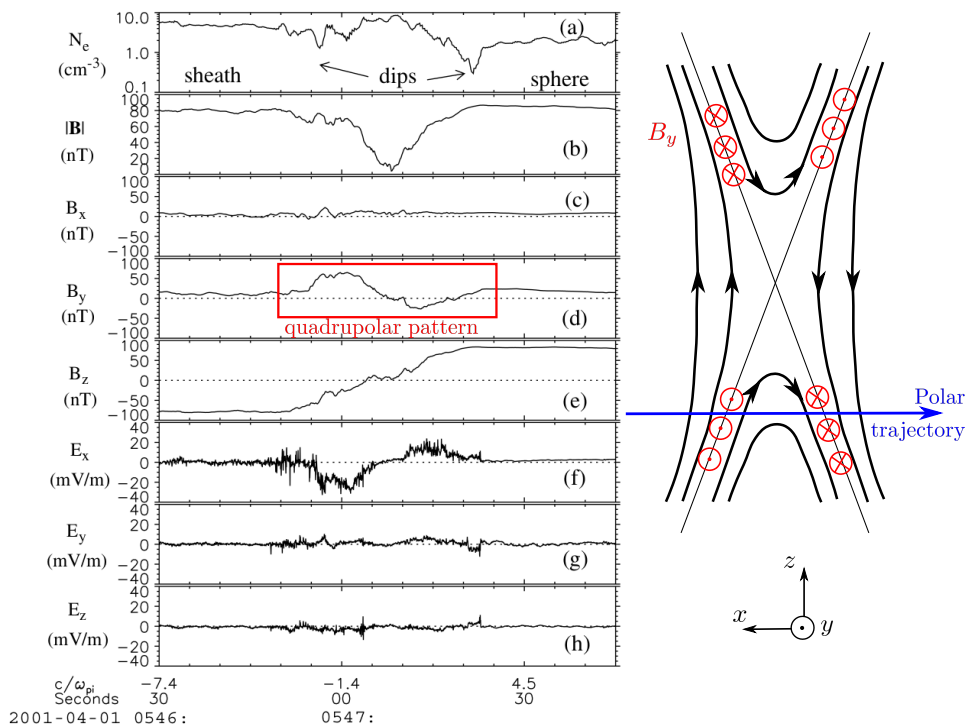 N_e
(cm^-3)
10.0
1.0
0.1
(a)
sheath
dips
sphere
|B|
(nT)
100
80
60
40
20
0
(b)
B_x
(nT)
100
50
0
−50
−100
(c)
B_y
(nT)
100
50
0
−50
−100
quadrupolar pattern
(d)
B_z
(nT)
100
50
0
−50
−100
(e)
E_x
(mV/m)
40
20
0
−20
−40
(f)
E_y
(mV/m)
40
20
0
−20
−40
(g)
E_z
(mV/m)
40
20
0
−20
−40
(h)
c/ω_pi
−7.4
−1.4
4.5
Seconds
30
00
30
2001-04-01 0546:
0547:
B_y
Polar
trajectory
z
x
y